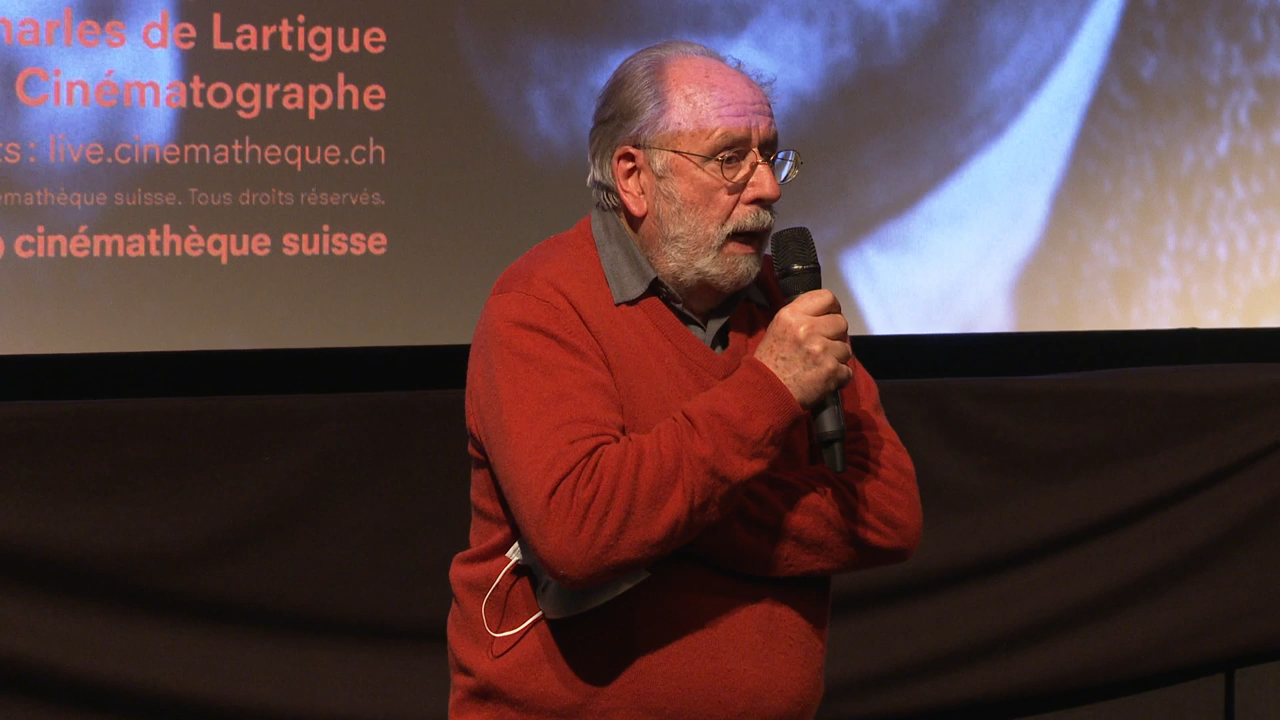 harles de Lartigue
Cinématographe
ts : live.cinematheque.ch
émathèque suisse. Tous droits réservés.
cinémathèque suisse